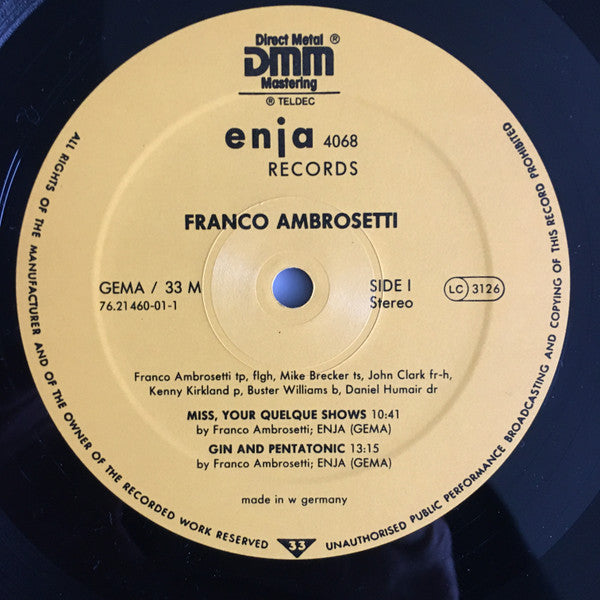 Direct Metal ®
DMM
Mastering
® TELDEC
enja 4068
RECORDS
FRANCO AMBROSETTI
GEMA / 33 M
76.21460-01-1
SIDE I
Stereo
LC 3126
Franco Ambrosetti tp, flgh, Mike Brecker ts, John Clark fr-h,
Kenny Kirkland p, Buster Williams b, Daniel Humair dr
MISS, YOUR QUELQUE SHOWS 10:41
by Franco Ambrosetti; ENJA (GEMA)
GIN AND PENTATONIC 13:15
by Franco Ambrosetti; ENJA (GEMA)
made in w germany
33
ALL RIGHTS OF THE MANUFACTURER AND OF THE OWNER OF THE RECORDED WORK RESERVED
UNAUTHORISED PUBLIC PERFORMANCE BROADCASTING AND COPYING OF THIS RECORD PROHIBITED